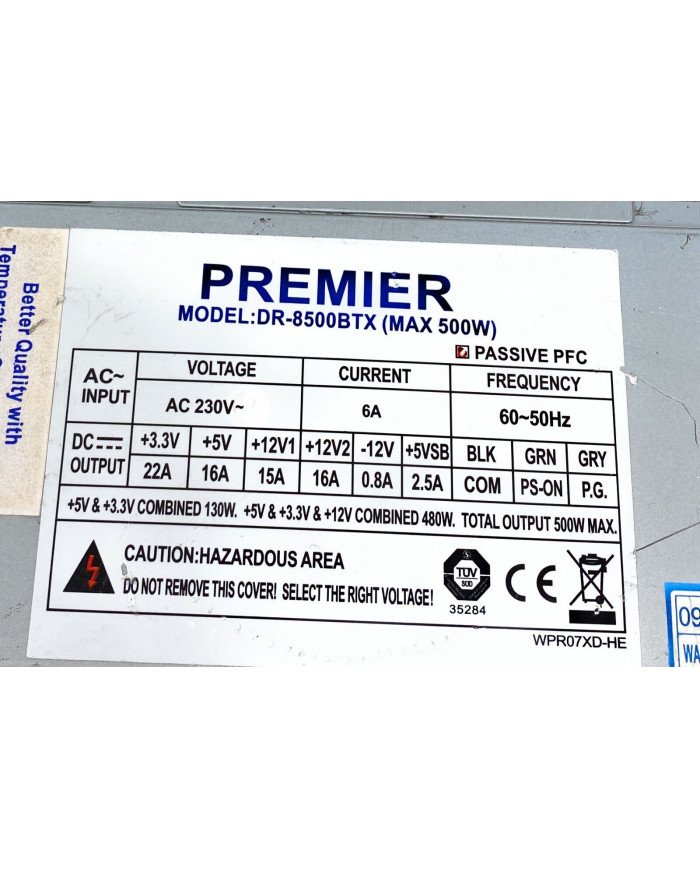 PREMIER
MODEL:DR-8500BTX (MAX 500W)
PASSIVE PFC
AC~ INPUT VOLTAGE CURRENT FREQUENCY
AC 230V~ 6A 60~50Hz
DC OUTPUT +3.3V +5V +12V1 +12V2 -12V +5VSB BLK GRN GRY
22A 16A 15A 16A 0.8A 2.5A COM PS-ON P.G.
+5V & +3.3V COMBINED 130W. +5V & +3.3V & +12V COMBINED 480W. TOTAL OUTPUT 500W MAX.
CAUTION:HAZARDOUS AREA
DO NOT REMOVE THIS COVER! SELECT THE RIGHT VOLTAGE!
TÜV
800
35284
CE
WPR07XD-HE
Better Quality with
09
WA